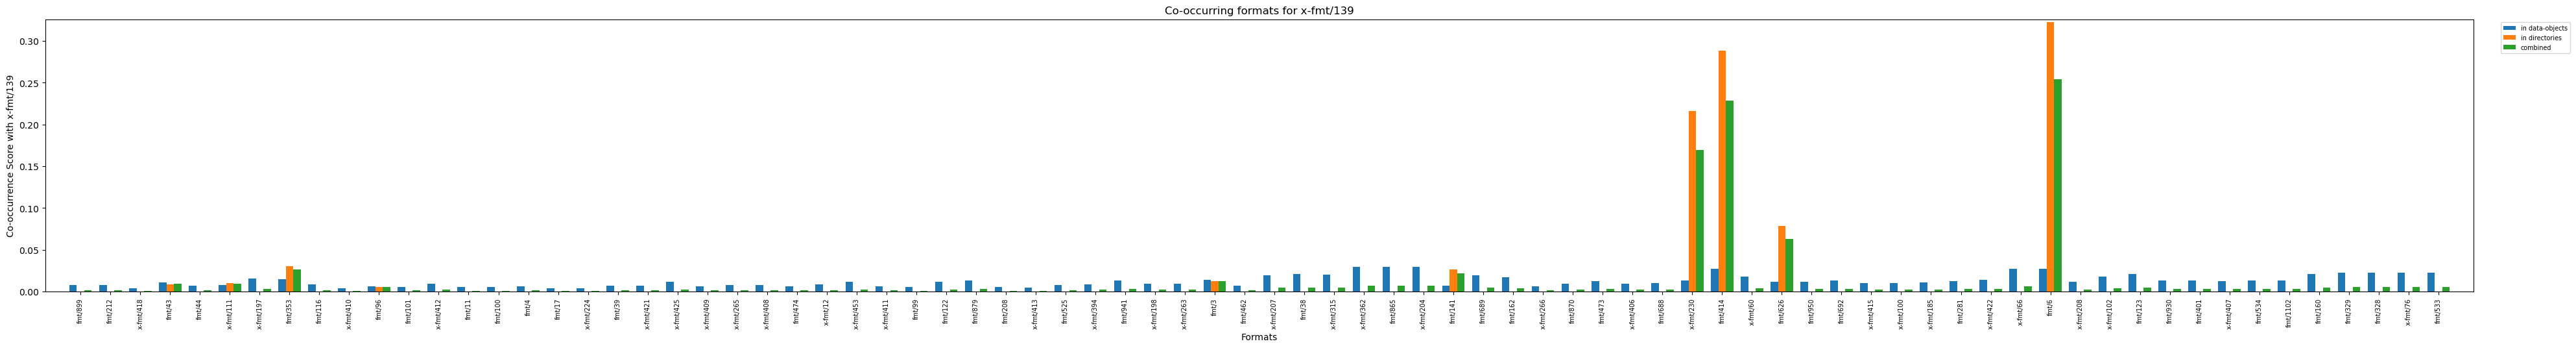 Co-occurring formats for x-fmt/139
Co-occurrence Score with x-fmt/139
0.30
0.25
0.20
0.15
0.10
0.05
0.00
in data-objects
in directories
combined
fmt/899
fmt/212
x-fmt/418
fmt/43
fmt/44
x-fmt/111
x-fmt/197
fmt/353
fmt/116
x-fmt/410
fmt/96
fmt/101
x-fmt/412
fmt/11
fmt/100
fmt/4
fmt/17
x-fmt/224
fmt/39
x-fmt/421
x-fmt/425
x-fmt/409
x-fmt/265
x-fmt/408
fmt/474
x-fmt/12
x-fmt/453
x-fmt/411
fmt/99
fmt/122
fmt/879
fmt/208
x-fmt/413
fmt/525
x-fmt/394
fmt/941
x-fmt/198
x-fmt/263
fmt/3
fmt/462
x-fmt/207
fmt/38
x-fmt/315
x-fmt/362
fmt/865
x-fmt/204
fmt/141
fmt/689
fmt/162
x-fmt/266
fmt/870
fmt/473
x-fmt/406
fmt/688
x-fmt/230
fmt/414
x-fmt/60
fmt/626
fmt/950
fmt/692
x-fmt/415
x-fmt/100
x-fmt/185
fmt/281
x-fmt/422
x-fmt/66
fmt/6
x-fmt/208
x-fmt/102
fmt/123
fmt/930
fmt/401
x-fmt/407
fmt/534
fmt/1102
fmt/160
fmt/329
fmt/328
x-fmt/76
fmt/533
Formats